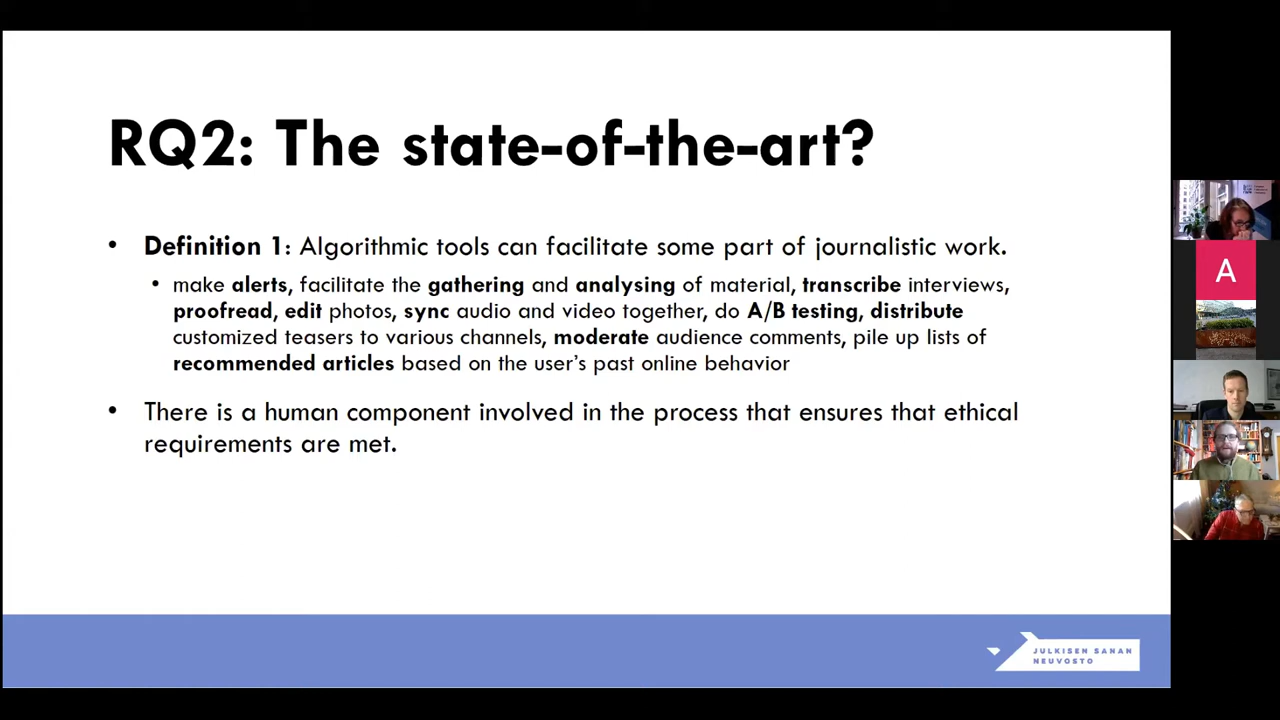 RQ2: The state-of-the-art?
• Definition 1: Algorithmic tools can facilitate some part of journalistic work.
• make alerts, facilitate the gathering and analysing of material, transcribe interviews,
proofread, edit photos, sync audio and video together, do A/B testing, distribute
customized teasers to various channels, moderate audience comments, pile up lists of
recommended articles based on the user's past online behavior
• There is a human component involved in the process that ensures that ethical
requirements are met.
A
JULKISEN SANAN
NEUVOSTO